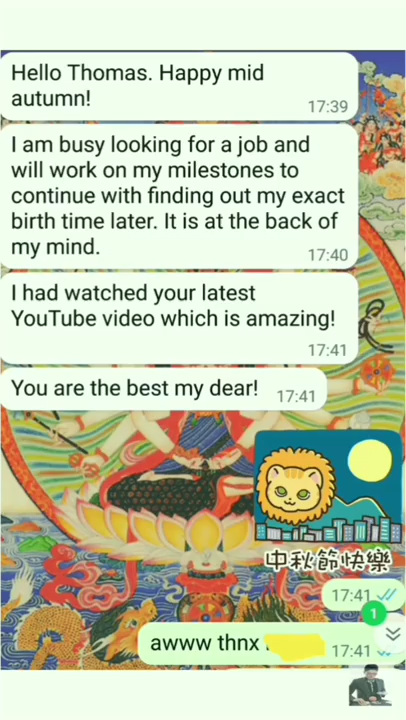 Hello Thomas. Happy mid
autumn!
17:39
I am busy looking for a job and
will work on my milestones to
continue with finding out my exact
birth time later. It is at the back of
my mind.
17:40
I had watched your latest
YouTube video which is amazing!
17:41
You are the best my dear!
17:41
中秋節快樂
17:41
1
awww thnx
17:41